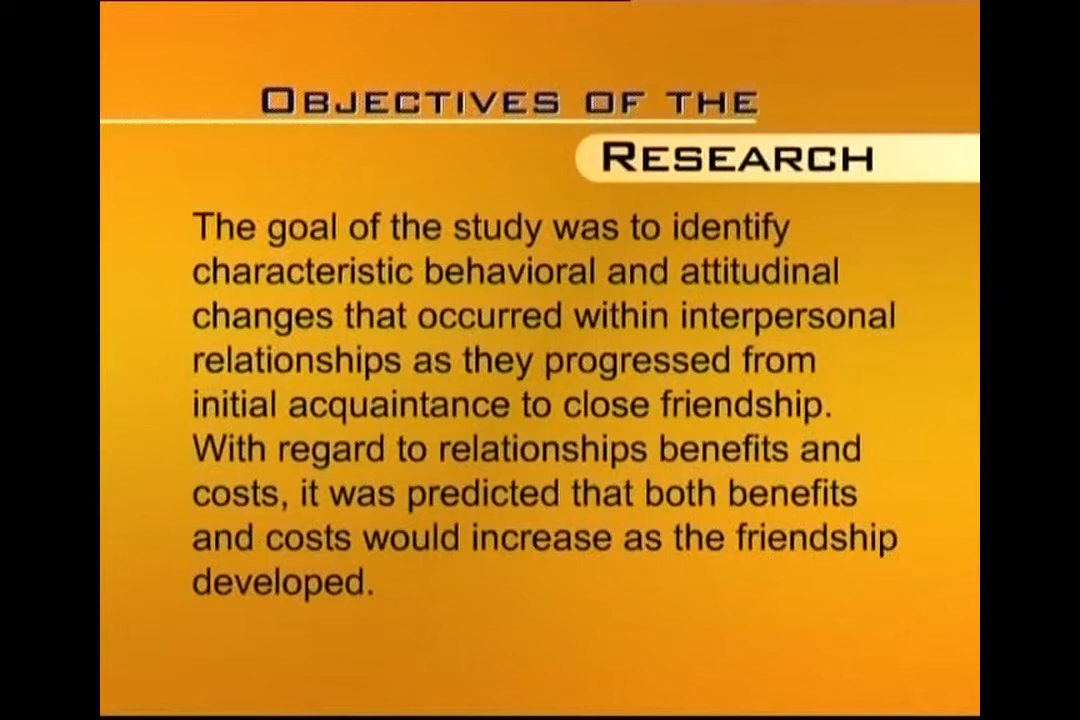 OBJECTIVES OF THE
RESEARCH
The goal of the study was to identify
characteristic behavioral and attitudinal
changes that occurred within interpersonal
relationships as they progressed from
initial acquaintance to close friendship.
With regard to relationships benefits and
costs, it was predicted that both benefits
and costs would increase as the friendship
developed.